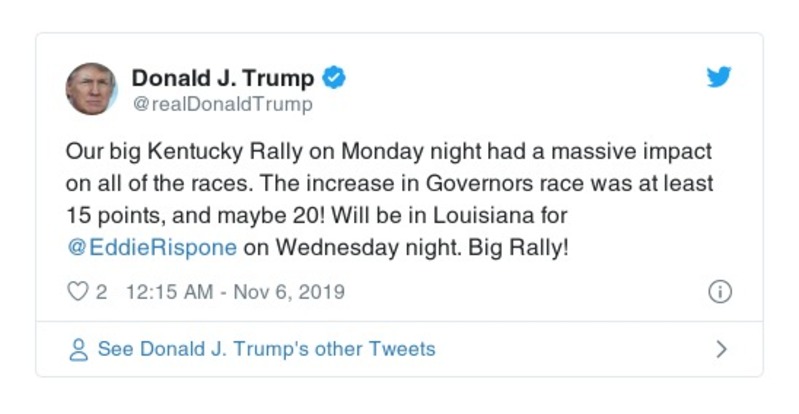 Donald J. Trump
@realDonaldTrump
Our big Kentucky Rally on Monday night had a massive impact
on all of the races. The increase in Governors race was at least
15 points, and maybe 20! Will be in Louisiana for
@EddieRispone on Wednesday night. Big Rally!
2 12:15 AM - Nov 6, 2019
See Donald J. Trump's other Tweets